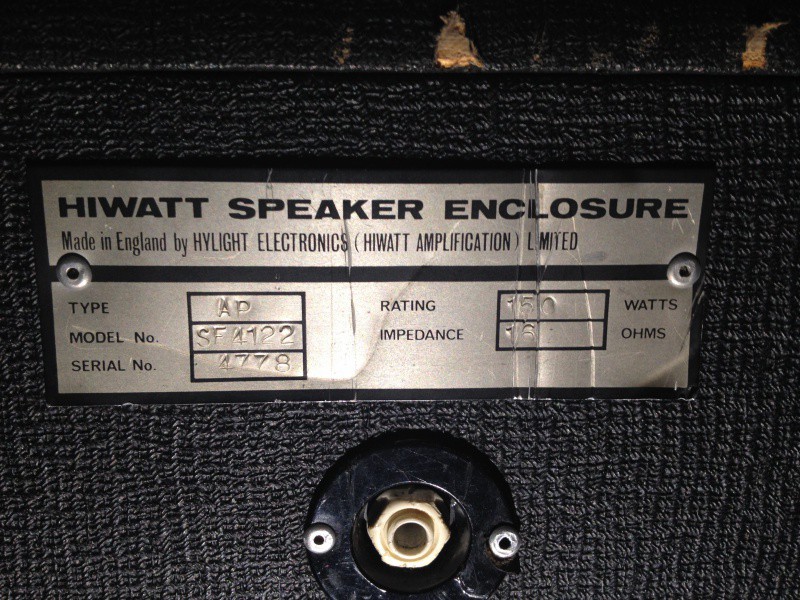 HIWATT SPEAKER ENCLOSURE
Made in England by HYLIGHT ELECTRONICS (HIWATT AMPLIFICATION) LIMITED
TYPE AP RATING 150 WATTS
MODEL No. SE4122 IMPEDANCE 16 OHMS
SERIAL No. 4778